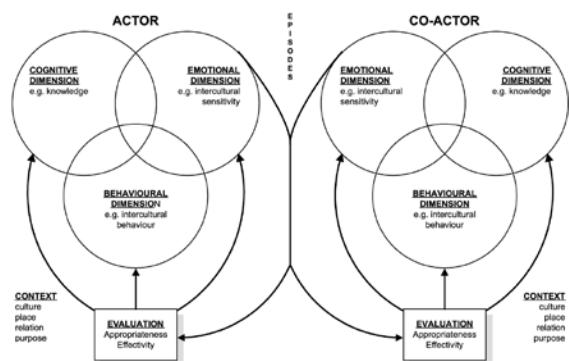 ACTOR
EPISODES
CO-ACTOR
COGNITIVE
DIMENSION
e.g. knowledge
EMOTIONAL
DIMENSION
e.g. intercultural
sensitivity
EMOTIONAL
DIMENSION
e.g. intercultural
sensitivity
COGNITIVE
DIMENSION
e.g. knowledge
BEHAVIOURAL
DIMENSION
e.g. intercultural
behaviour
BEHAVIOURAL
DIMENSION
e.g. intercultural
behaviour
CONTEXT
culture
place
relation
purpose
EVALUATION
Appropriateness
Effectivity
EVALUATION
Appropriateness
Effectivity
CONTEXT
culture
place
relation
purpose